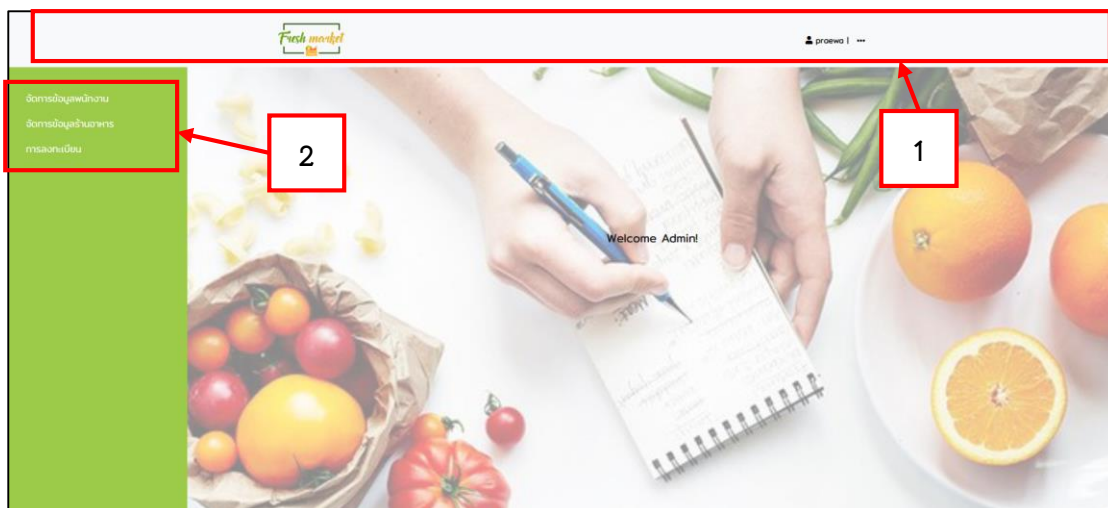 Fresh market
praewa | ...
จัดการข้อมูลพนักงาน
จัดการข้อมูลร้านอาหาร
การลงทะเบียน
2
1
Welcome Admin!